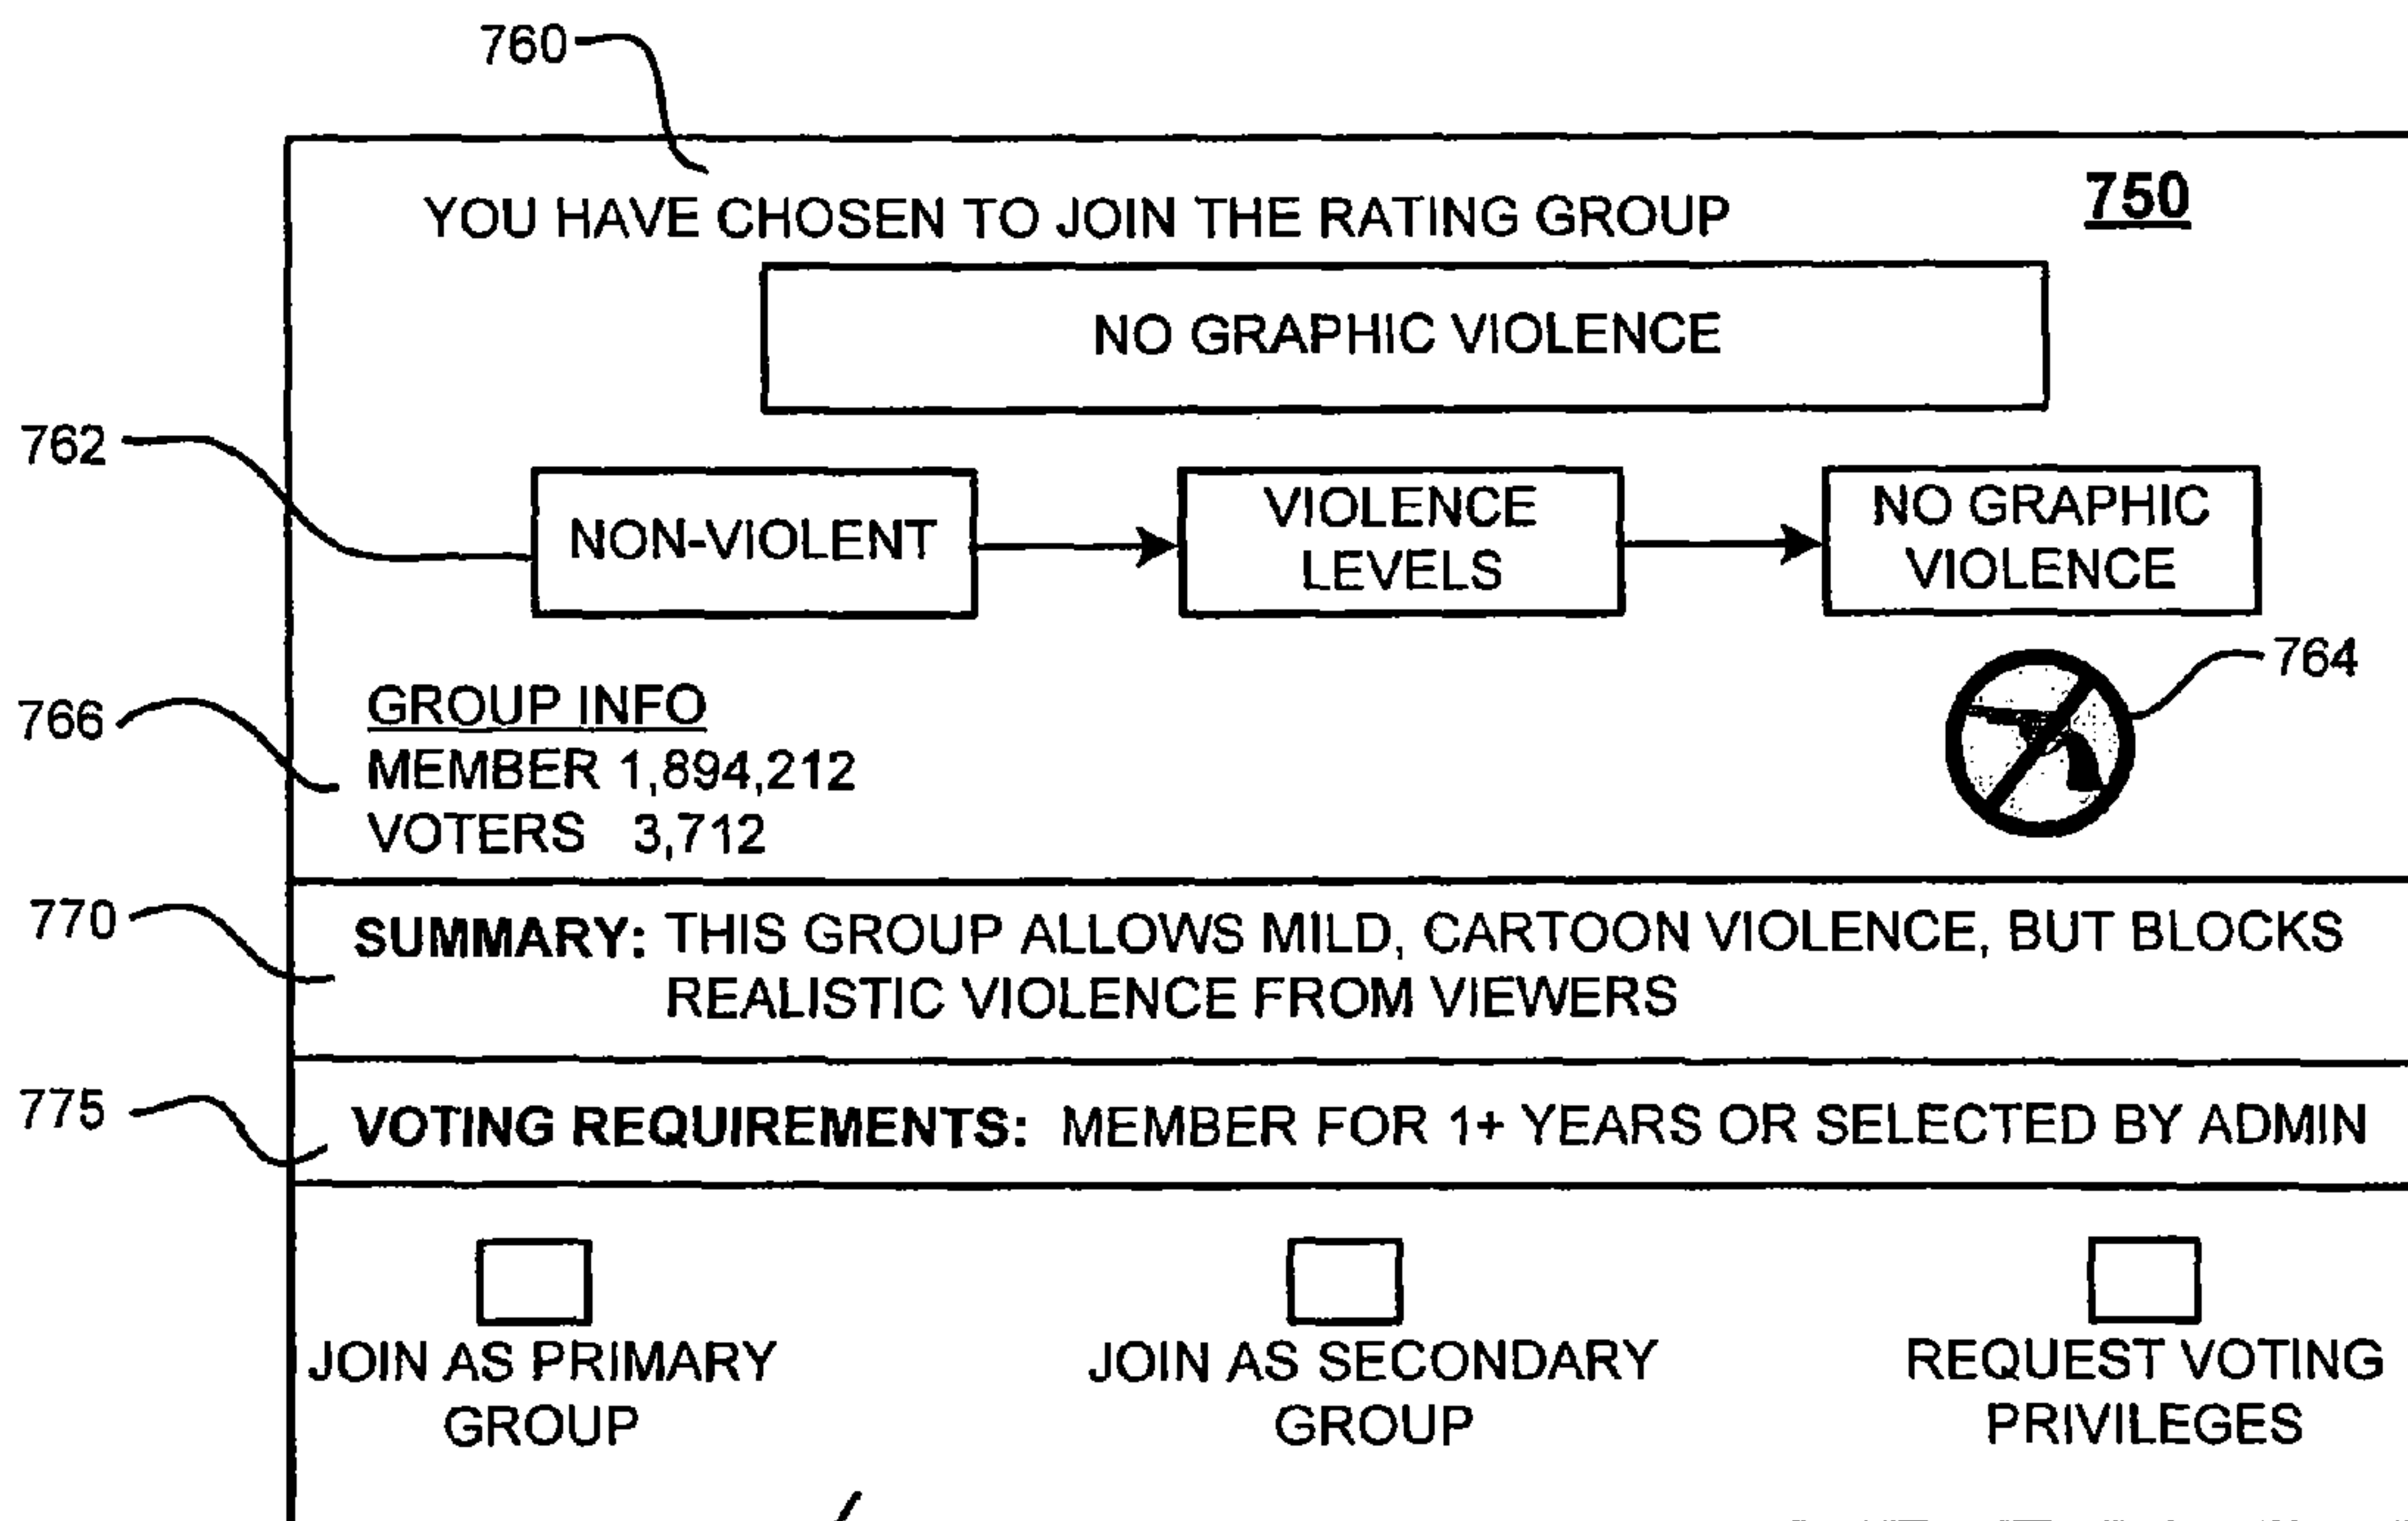 760
YOU HAVE CHOSEN TO JOIN THE RATING GROUP
750
NO GRAPHIC VIOLENCE
762
NON-VIOLENT
VIOLENCE
LEVELS
NO GRAPHIC
VIOLENCE
764
766
GROUP INFO
MEMBER 1,894,212
VOTERS 3,712
770
SUMMARY: THIS GROUP ALLOWS MILD, CARTOON VIOLENCE, BUT BLOCKS
REALISTIC VIOLENCE FROM VIEWERS
775
VOTING REQUIREMENTS: MEMBER FOR 1+ YEARS OR SELECTED BY ADMIN
JOIN AS PRIMARY
GROUP
JOIN AS SECONDARY
GROUP
REQUEST VOTING
PRIVILEGES